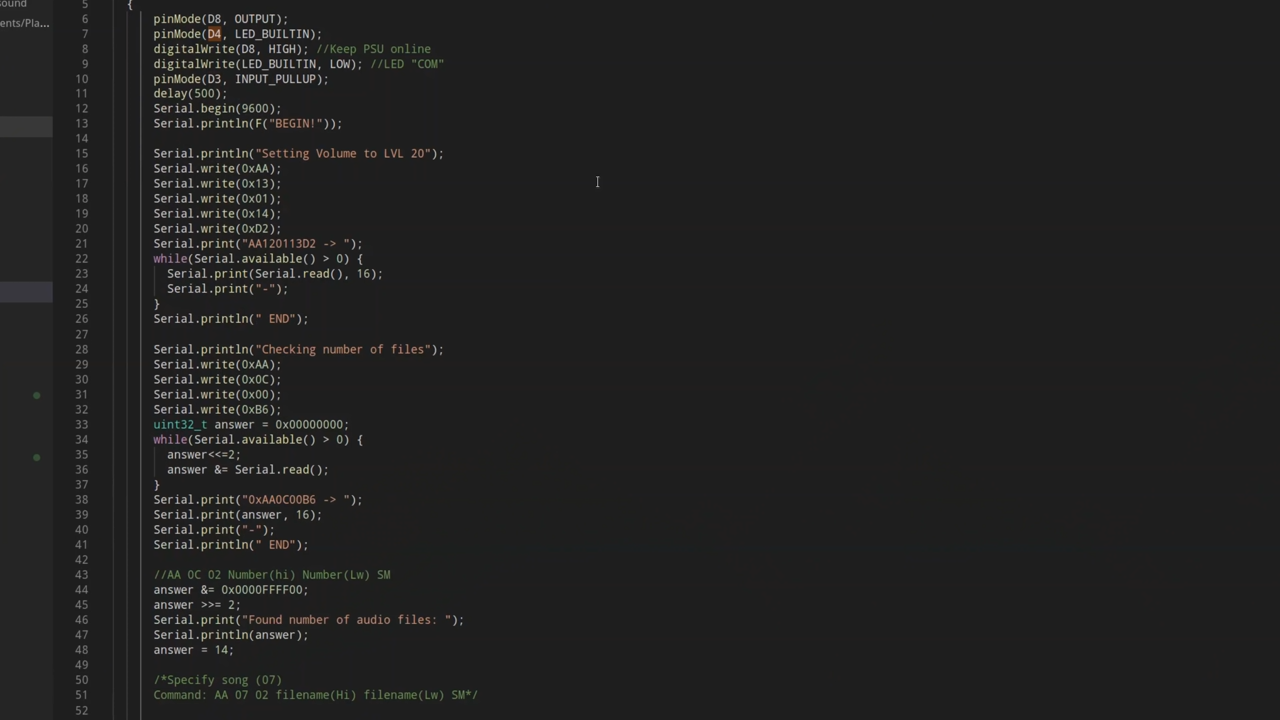 sound
ents/Pla...
5 {
6 pinMode(D8, OUTPUT);
7 pinMode(D4, LED_BUILTIN);
8 digitalWrite(D8, HIGH); //Keep PSU online
9 digitalWrite(LED_BUILTIN, LOW); //LED "COM"
10 pinMode(D3, INPUT_PULLUP);
11 delay(500);
12 Serial.begin(9600);
13 Serial.println(F("BEGIN!"));
14
15 Serial.println("Setting Volume to LVL 20");
16 Serial.write(0xAA);
17 Serial.write(0x13);
18 Serial.write(0x01);
19 Serial.write(0x14);
20 Serial.write(0xD2);
21 Serial.print("AA120113D2 -> ");
22 while(Serial.available() > 0) {
23 Serial.print(Serial.read(), 16);
24 Serial.print("-");
25 }
26 Serial.println(" END");
27
28 Serial.println("Checking number of files");
29 Serial.write(0xAA);
30 Serial.write(0x0C);
31 Serial.write(0x00);
32 Serial.write(0xB6);
33 uint32_t answer = 0x00000000;
34 while(Serial.available() > 0) {
35 answer<<=2;
36 answer &= Serial.read();
37 }
38 Serial.print("0xAA0C00B6 -> ");
39 Serial.print(answer, 16);
40 Serial.print("-");
41 Serial.println(" END");
42
43 //AA 0C 02 Number(hi) Number(Lw) SM
44 answer &= 0x0000FFFF00;
45 answer >>= 2;
46 Serial.print("Found number of audio files: ");
47 Serial.println(answer);
48 answer = 14;
49
50 /*Specify song (07)
51 Command: AA 07 02 filename(Hi) filename(Lw) SM*/
52